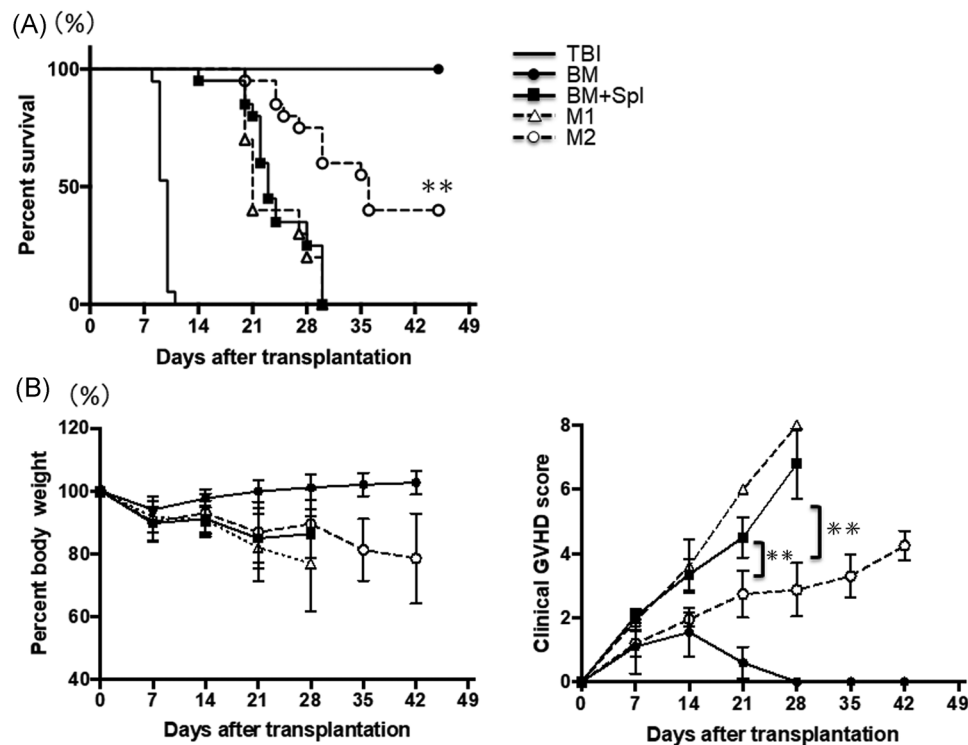 (A) (%)
Percent survival
100
50
0
0 7 14 21 28 35 42 49
Days after transplantation
**
TBI
BM
BM+Spl
M1
M2
(B) (%)
Percent body weight
120
100
80
60
40
0 7 14 21 28 35 42 49
Days after transplantation
Clinical GVHD score
8
6
4
2
0
0 7 14 21 28 35 42 49
Days after transplantation
**
**